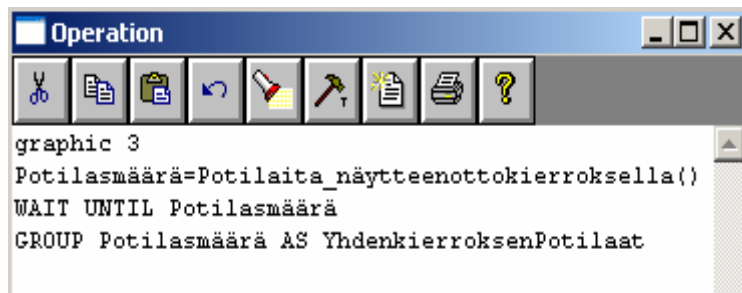 Operation
graphic 3
Potilasmäärä=Potilaita_näytteenottokierroksella()
WAIT UNTIL Potilasmäärä
GROUP Potilasmäärä AS YhdenkierroksenPotilaat